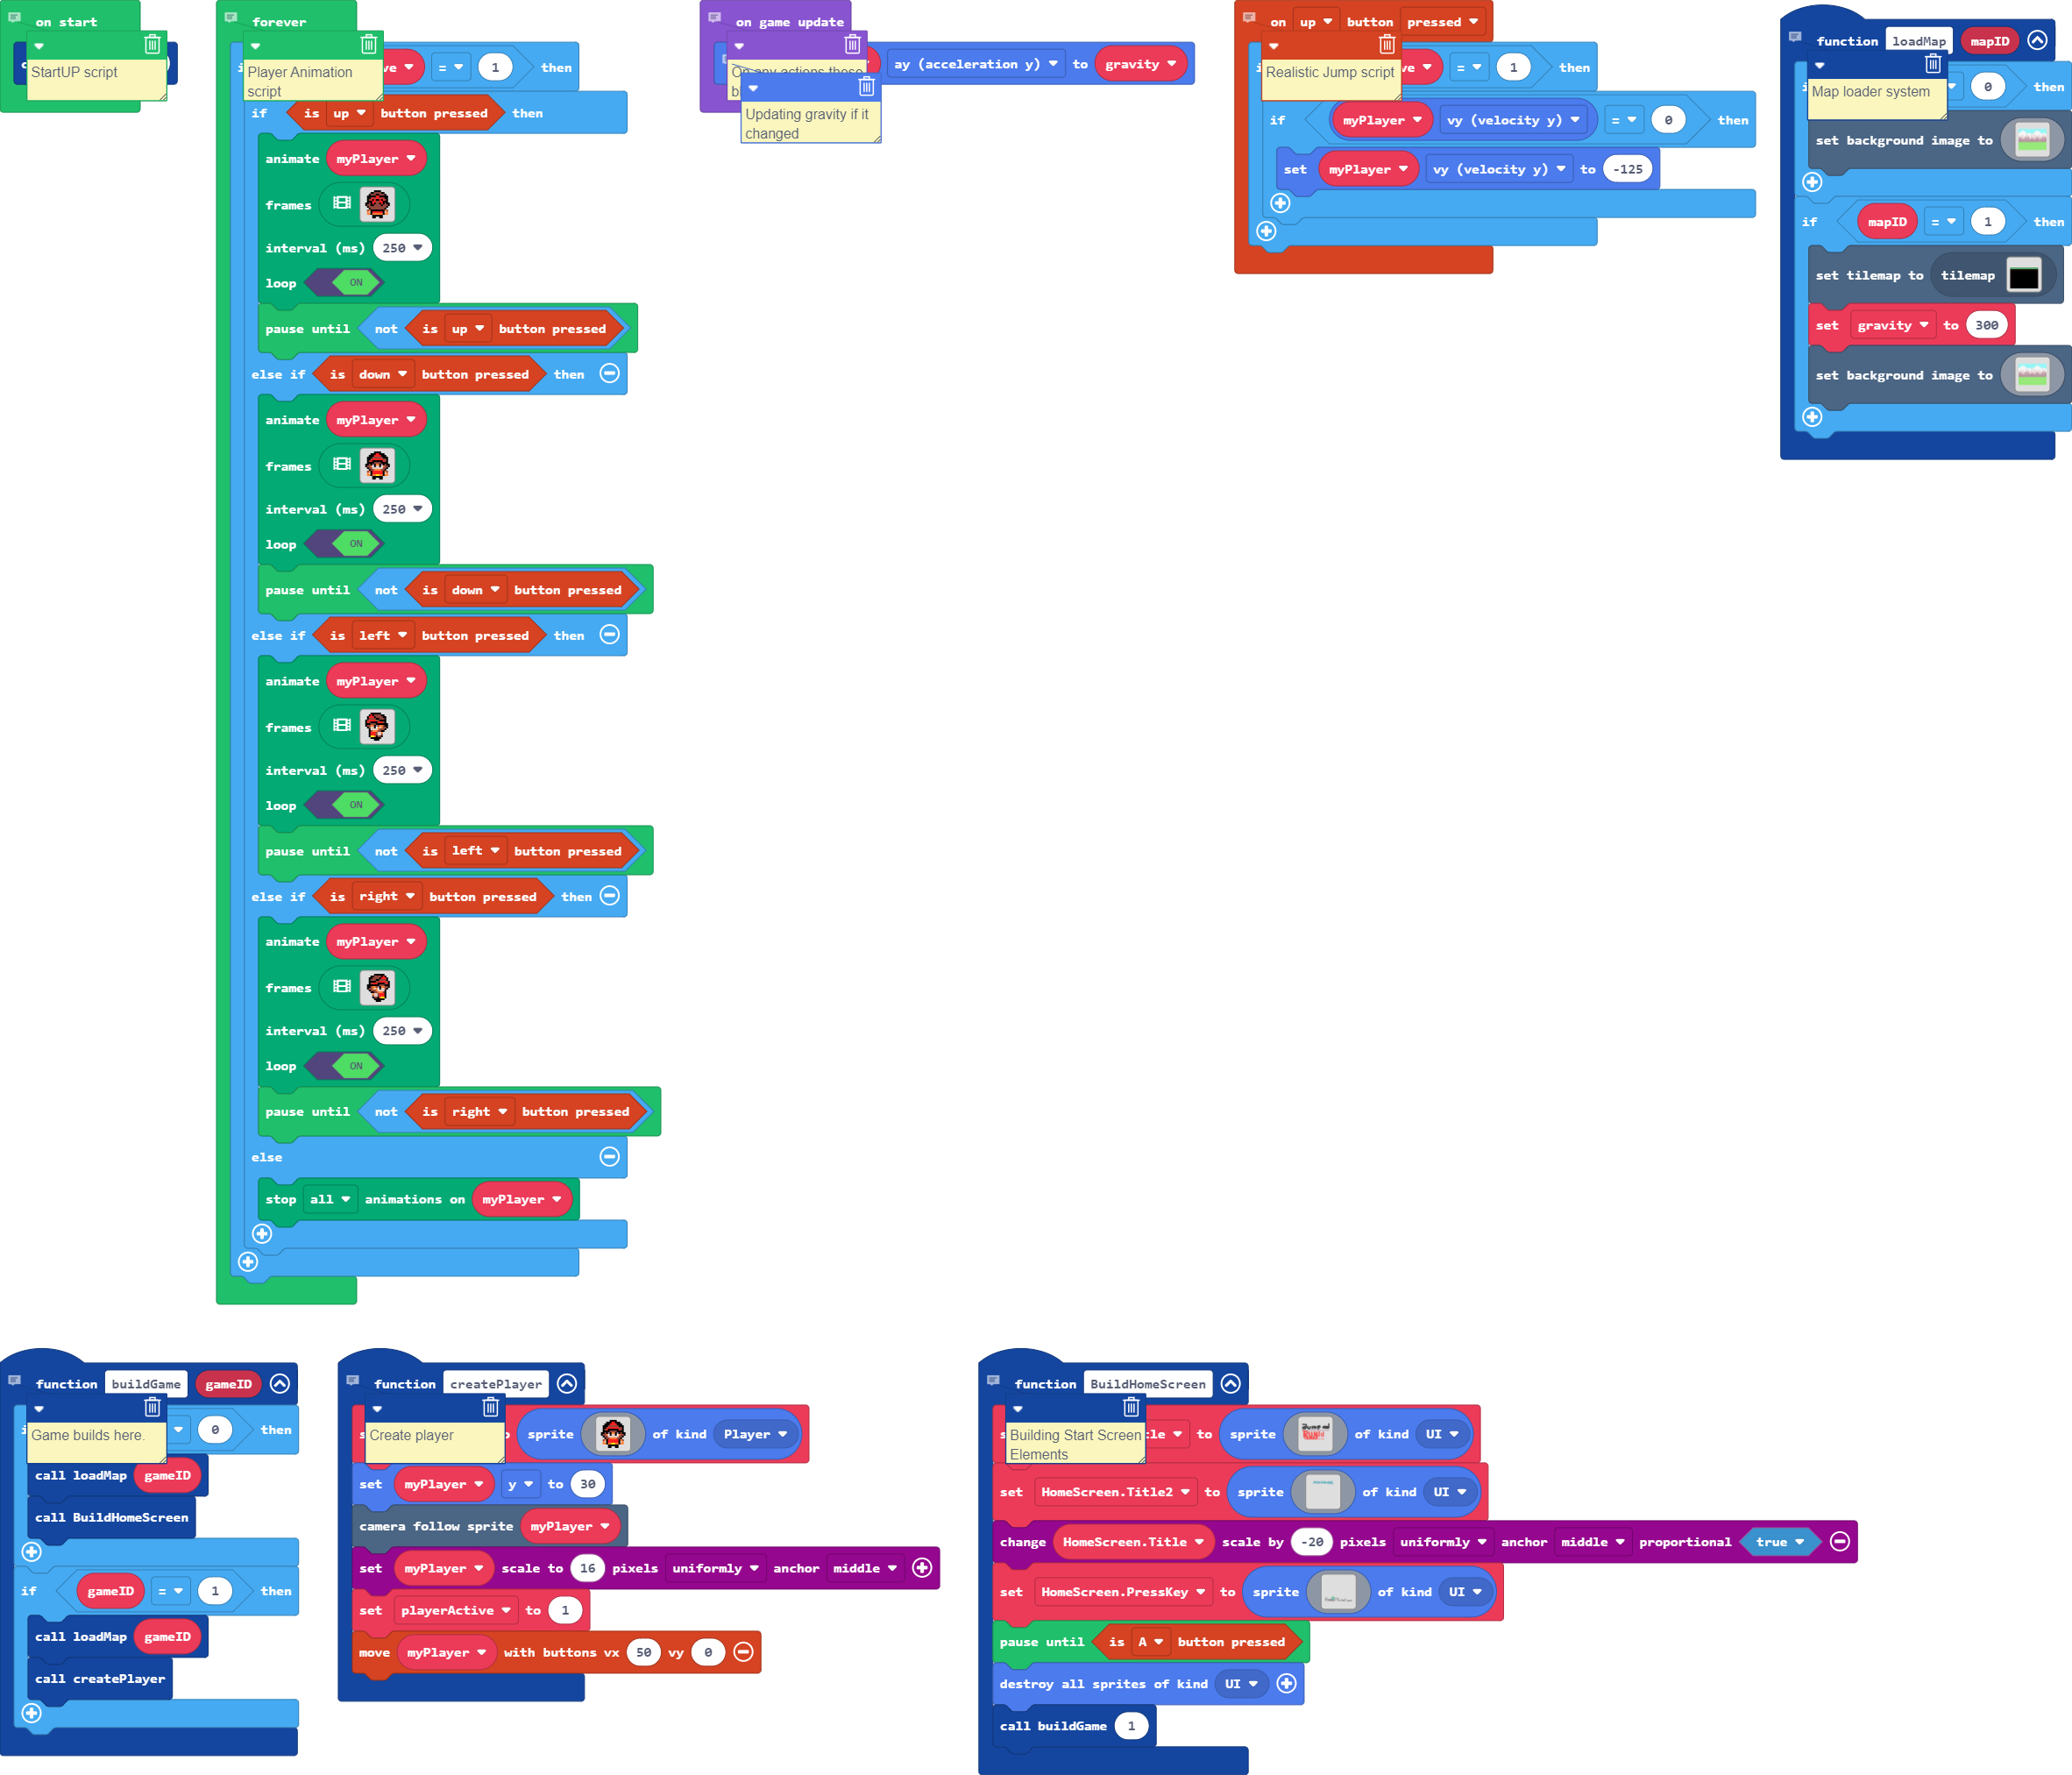 on start
StartUP script
forever
Player Animation
script
= 1 then
if is up button pressed then
animate myPlayer
frames
interval (ms) 250
loop ON
pause until not is up button pressed
else if is down button pressed then
animate myPlayer
frames
interval (ms) 250
loop ON
pause until not is down button pressed
else if is left button pressed then
animate myPlayer
frames
interval (ms) 250
loop ON
pause until not is left button pressed
else if is right button pressed then
animate myPlayer
frames
interval (ms) 250
loop ON
pause until not is right button pressed
else
stop all animations on myPlayer
on game update
ay (acceleration y) to gravity
On any actions these
Updating gravity if it
changed
on up button pressed
Realistic Jump script
= 1 then
if myPlayer vy (velocity y) = 0 then
set myPlayer vy (velocity y) to -125
function loadMap mapID
Map loader system
0 then
set background image to
if mapID = 1 then
set tilemap to tilemap
set gravity to 300
set background image to
function buildGame gameID
Game builds here.
0 then
call loadMap gameID
call BuildHomeScreen
if gameID = 1 then
call loadMap gameID
call createPlayer
function createPlayer
Create player
sprite of kind Player
set myPlayer y to 30
camera follow sprite myPlayer
set myPlayer scale to 16 pixels uniformly anchor middle
set playerActive to 1
move myPlayer with buttons vx 50 vy 0
function BuildHomeScreen
Building Start Screen
Elements
to sprite of kind UI
set HomeScreen.Title2 to sprite of kind UI
change HomeScreen.Title scale by -20 pixels uniformly anchor middle proportional true
set HomeScreen.PressKey to sprite of kind UI
pause until is A button pressed
destroy all sprites of kind UI
call buildGame 1